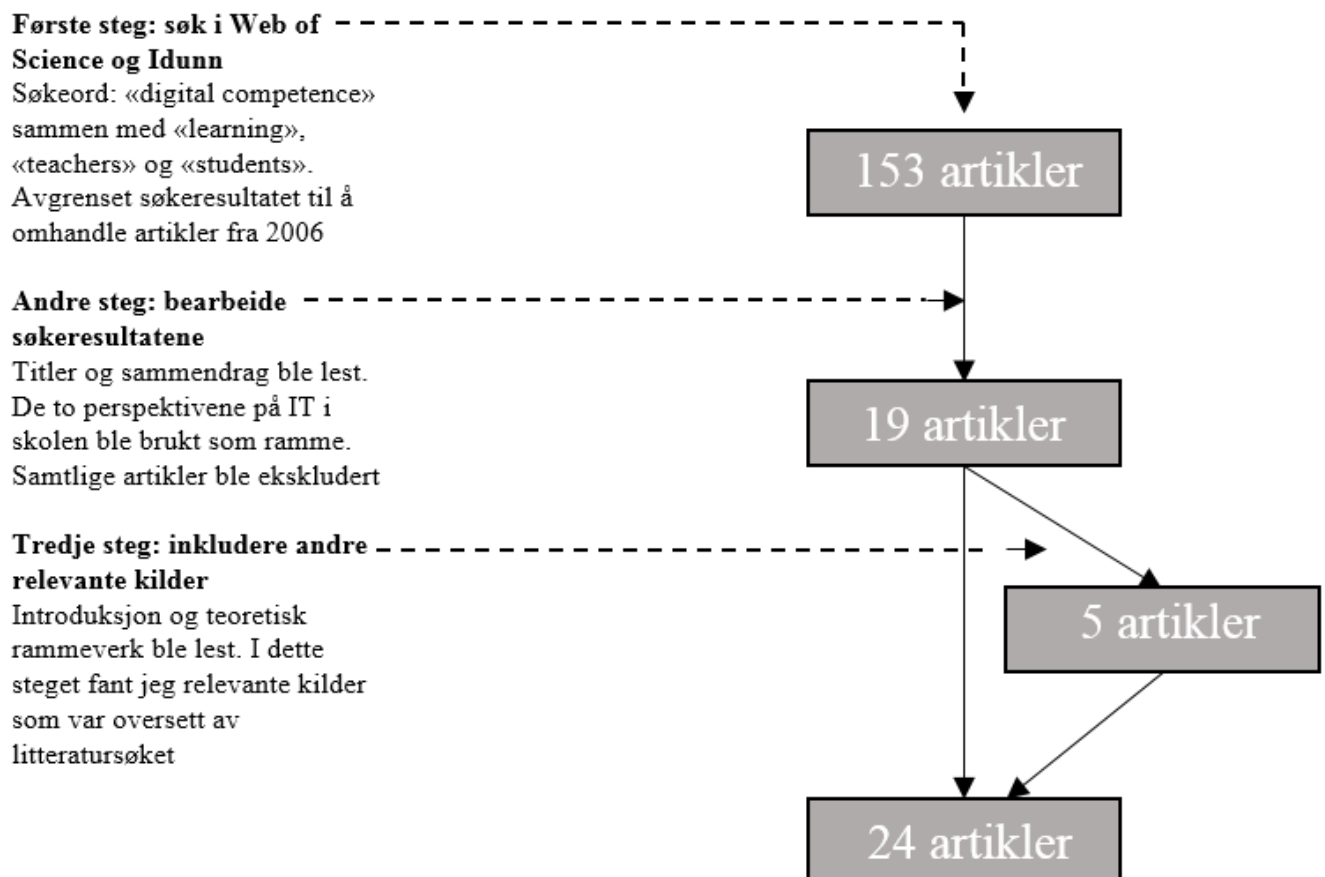 Første steg: søk i Web of
Science og Idunn
Søkeord: «digital competence»
sammen med «learning»,
«teachers» og «students».
Avgrenset søkeresultatet til å
omhandle artikler fra 2006
153 artikler
Andre steg: bearbeide
søkeresultatene
Titler og sammendrag ble lest.
De to perspektivene på IT i
skolen ble brukt som ramme.
Samtlige artikler ble ekskludert
19 artikler
Tredje steg: inkludere andre
relevante kilder
Introduksjon og teoretisk
rammeverk ble lest. I dette
steget fant jeg relevante kilder
som var oversett av
litteratursøket
5 artikler
24 artikler